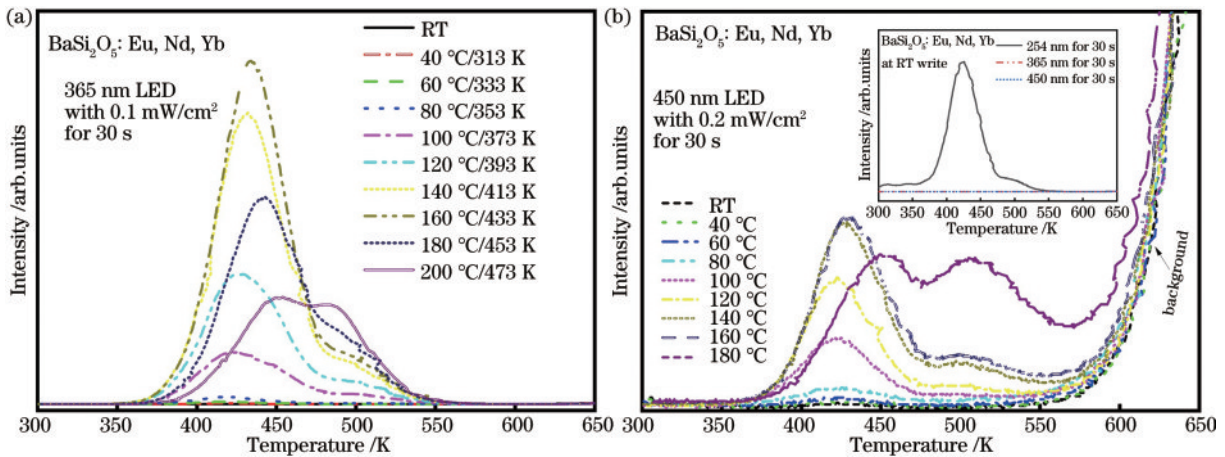 (a)
BaSi2O5: Eu, Nd, Yb
365 nm LED
with 0.1 mW/cm2
for 30 s
RT
40 ℃/313 K
60 ℃/333 K
80 ℃/353 K
100 ℃/373 K
120 ℃/393 K
140 ℃/413 K
160 ℃/433 K
180 ℃/453 K
200 ℃/473 K
Intensity /arb.units
300 350 400 450 500 550 600 650
Temperature /K
(b)
BaSi2O5: Eu, Nd, Yb
450 nm LED
with 0.2 mW/cm2
for 30 s
RT
40 ℃
60 ℃
80 ℃
100 ℃
120 ℃
140 ℃
160 ℃
180 ℃
BaSi2O5: Eu, Nd, Yb
at RT write
254 nm for 30 s
365 nm for 30 s
450 nm for 30 s
Intensity /arb.units
300 350 400 450 500 550 600 650
Temperature /K
background
Intensity /arb.units
300 350 400 450 500 550 600 650
Temperature /K